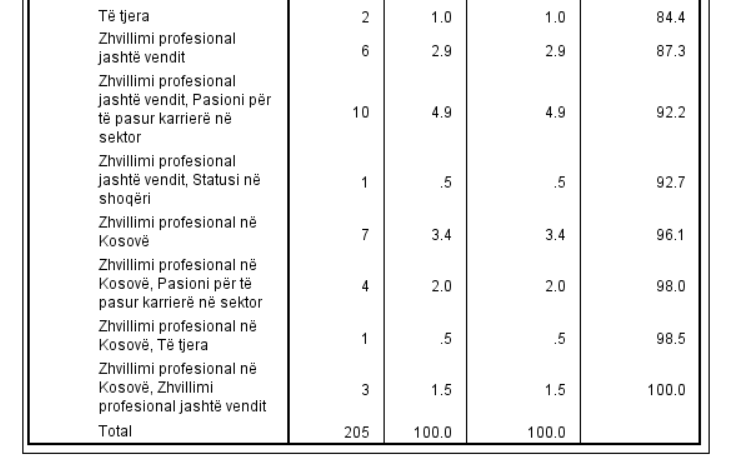 Të tjera 2 1.0 1.0 84.4
Zhvillimi profesional
jashtë vendit 6 2.9 2.9 87.3
Zhvillimi profesional
jashtë vendit, Pasioni për
të pasur karrierë në
sektor 10 4.9 4.9 92.2
Zhvillimi profesional
jashtë vendit, Statusi në
shoqëri 1 .5 .5 92.7
Zhvillimi profesional në
Kosovë 7 3.4 3.4 96.1
Zhvillimi profesional në
Kosovë, Pasioni për të
pasur karrierë në sektor 4 2.0 2.0 98.0
Zhvillimi profesional në
Kosovë, Të tjera 1 .5 .5 98.5
Zhvillimi profesional në
Kosovë, Zhvillimi
profesional jashtë vendit 3 1.5 1.5 100.0
Total 205 100.0 100.0